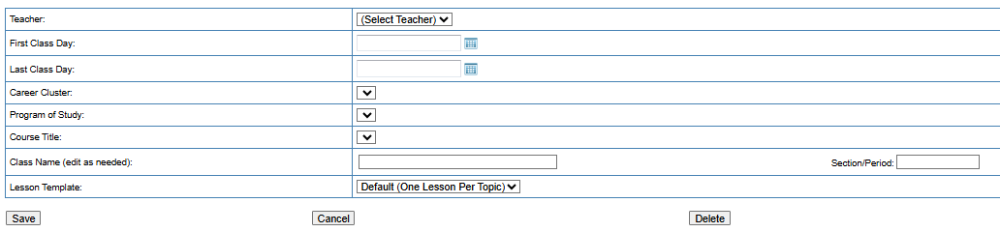 Teacher: (Select Teacher)
First Class Day:
Last Class Day:
Career Cluster:
Program of Study:
Course Title:
Class Name (edit as needed): Section/Period:
Lesson Template: Default (One Lesson Per Topic)
Save Cancel Delete